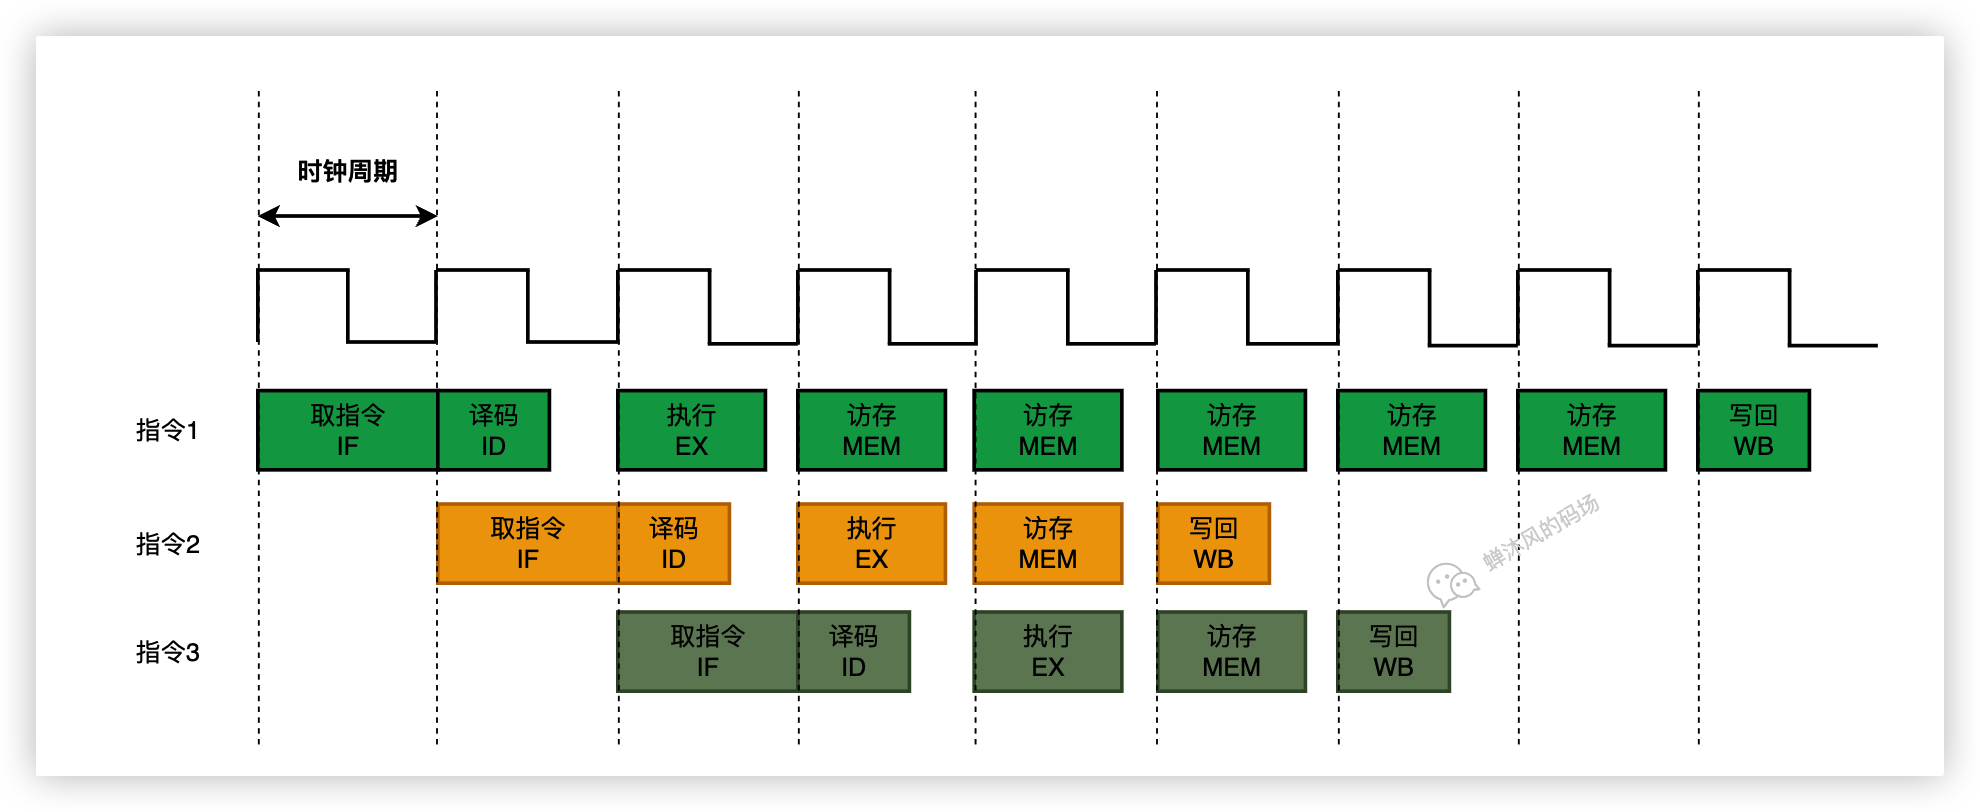 时钟周期
指令1
取指令
IF
译码
ID
执行
EX
访存
MEM
访存
MEM
访存
MEM
访存
MEM
访存
MEM
写回
WB
指令2
取指令
IF
译码
ID
执行
EX
访存
MEM
写回
WB
指令3
取指令
IF
译码
ID
执行
EX
访存
MEM
写回
WB
蝉沐风的码场